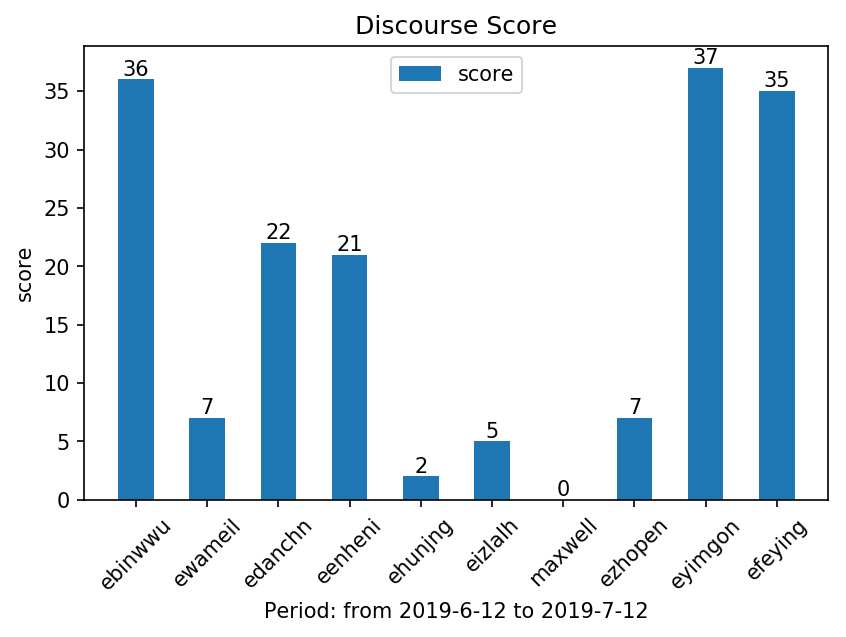 Discourse Score
score
score
35
30
25
20
15
10
5
0
36
7
22
21
2
5
0
7
37
35
ebinwwu
ewameil
edanchn
eenheni
ehunjng
eizlalh
maxwell
ezhopen
eyimgon
efeying
Period: from 2019-6-12 to 2019-7-12